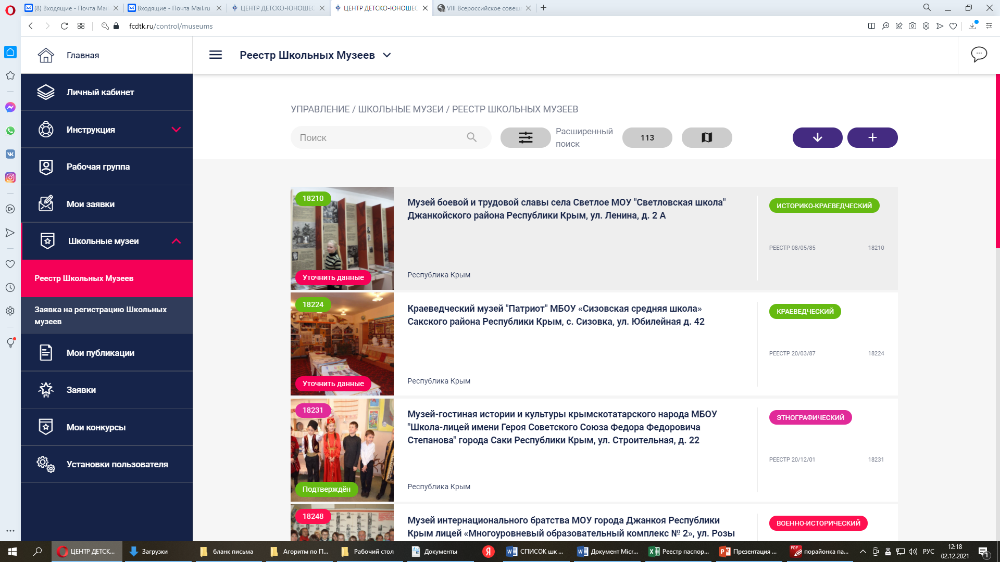 (8) Входящие - Почта Mail
Входящие - Почта Mail.ru
ЦЕНТР ДЕТСКО-ЮНОШЕС
ЦЕНТР ДЕТСКО-ЮНОШЕС
VIII Всероссийское совещ
fcdtk.ru/control/museums
Главная
Реестр Школьных Музеев
Личный кабинет
Инструкция
Рабочая группа
Мои заявки
Школьные музеи
Реестр Школьных Музеев
Заявка на регистрацию Школьных
музеев
Мои публикации
Заявки
Мои конкурсы
Установки пользователя
УПРАВЛЕНИЕ / ШКОЛЬНЫЕ МУЗЕИ / РЕЕСТР ШКОЛЬНЫХ МУЗЕЕВ
Поиск
Расширенный
поиск
113
18210
Уточнить данные
Музей боевой и трудовой славы села Светлое МОУ "Светловская школа"
Джанкойского района Республики Крым, ул. Ленина, д. 2 А
Республика Крым
ИСТОРИКО-КРАЕВЕДЧЕСКИЙ
РЕЕСТР 08/05/85 18210
18224
Уточнить данные
Краеведческий музей "Патриот" МБОУ «Сизовская средняя школа»
Сакского района Республики Крым, с. Сизовка, ул. Юбилейная д. 42
Республика Крым
КРАЕВЕДЧЕСКИЙ
РЕЕСТР 20/03/87 18224
18231
Подтверждён
Музей-гостиная истории и культуры крымскотатарского народа МБОУ
"Школа-лицей имени Героя Советского Союза Федора Федоровича
Степанова" города Саки Республики Крым, ул. Строительная, д. 22
Республика Крым
ЭТНОГРАФИЧЕСКИЙ
РЕЕСТР 20/12/01 18231
18248
Музей интернационального братства МОУ города Джанкоя Республики
Крым лицей «Многоуровневый образовательный комплекс № 2», ул. Розы
ВОЕННО-ИСТОРИЧЕСКИЙ
ЦЕНТР ДЕТСК...
Загрузки
бланк письма
Агоритм по П...
Рабочий стол
Документы
Я
СПИСОК шк ...
Документ Micr...
Реестр паспор...
Презентация ...
PDF
порайонка па...
РУС
12:18
02.12.2021
1